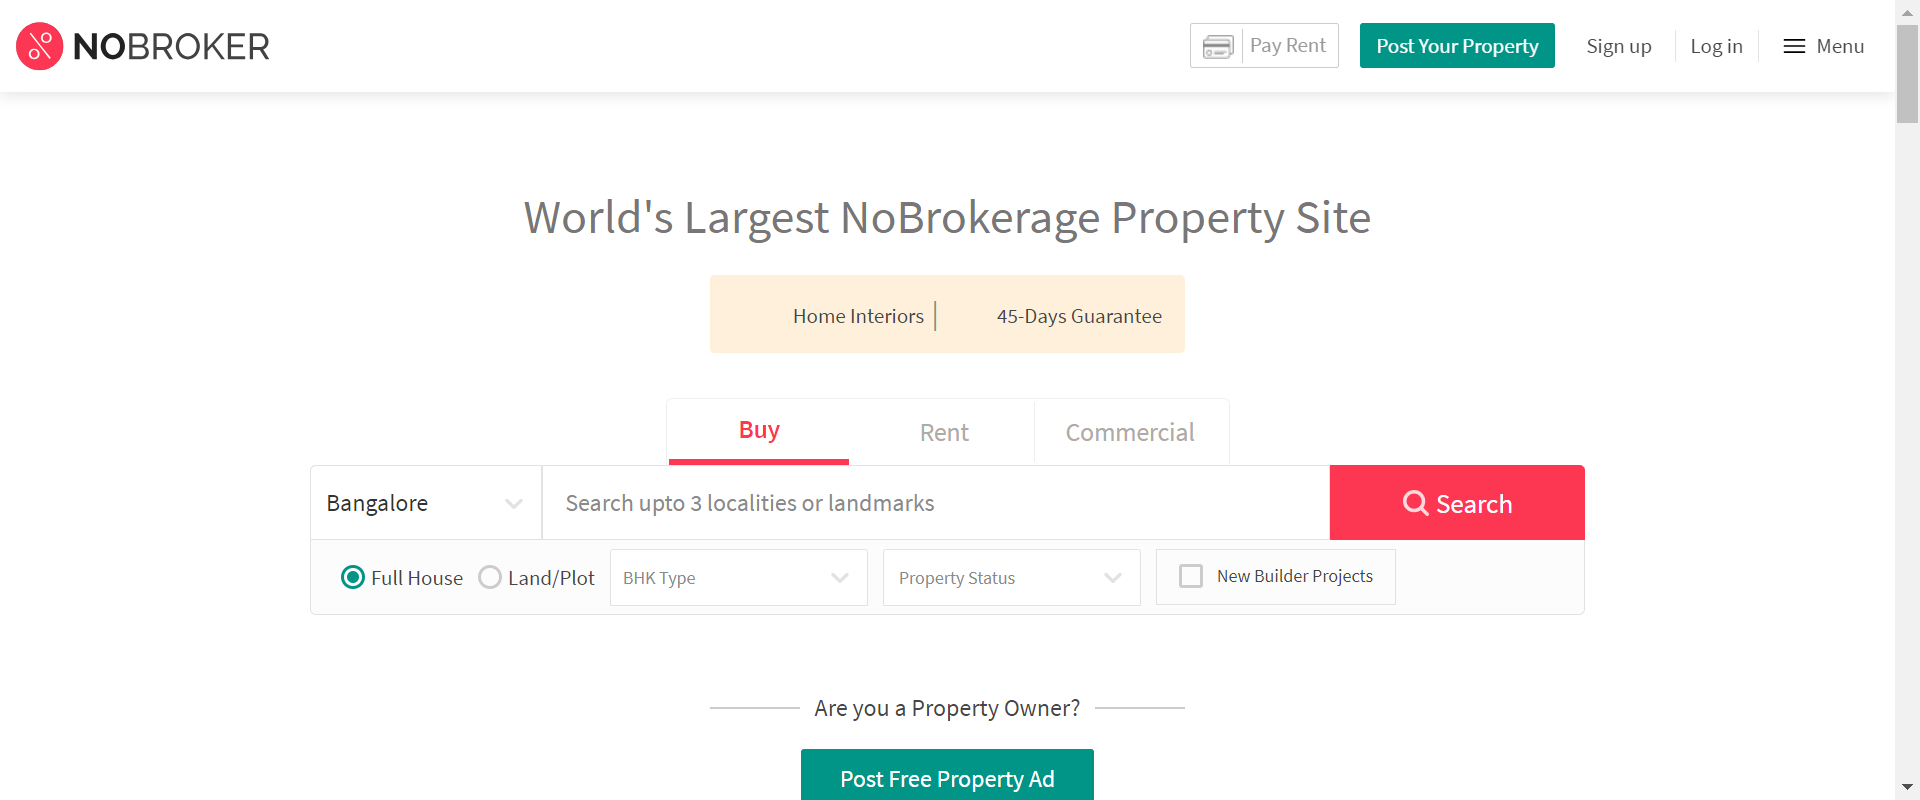 NOBROKER
Pay Rent
Post Your Property
Sign up
Log in
Menu
World's Largest NoBrokerage Property Site
Home Interiors
45-Days Guarantee
Buy
Rent
Commercial
Bangalore
Search upto 3 localities or landmarks
Search
Full House
Land/Plot
BHK Type
Property Status
New Builder Projects
Are you a Property Owner?
Post Free Property Ad